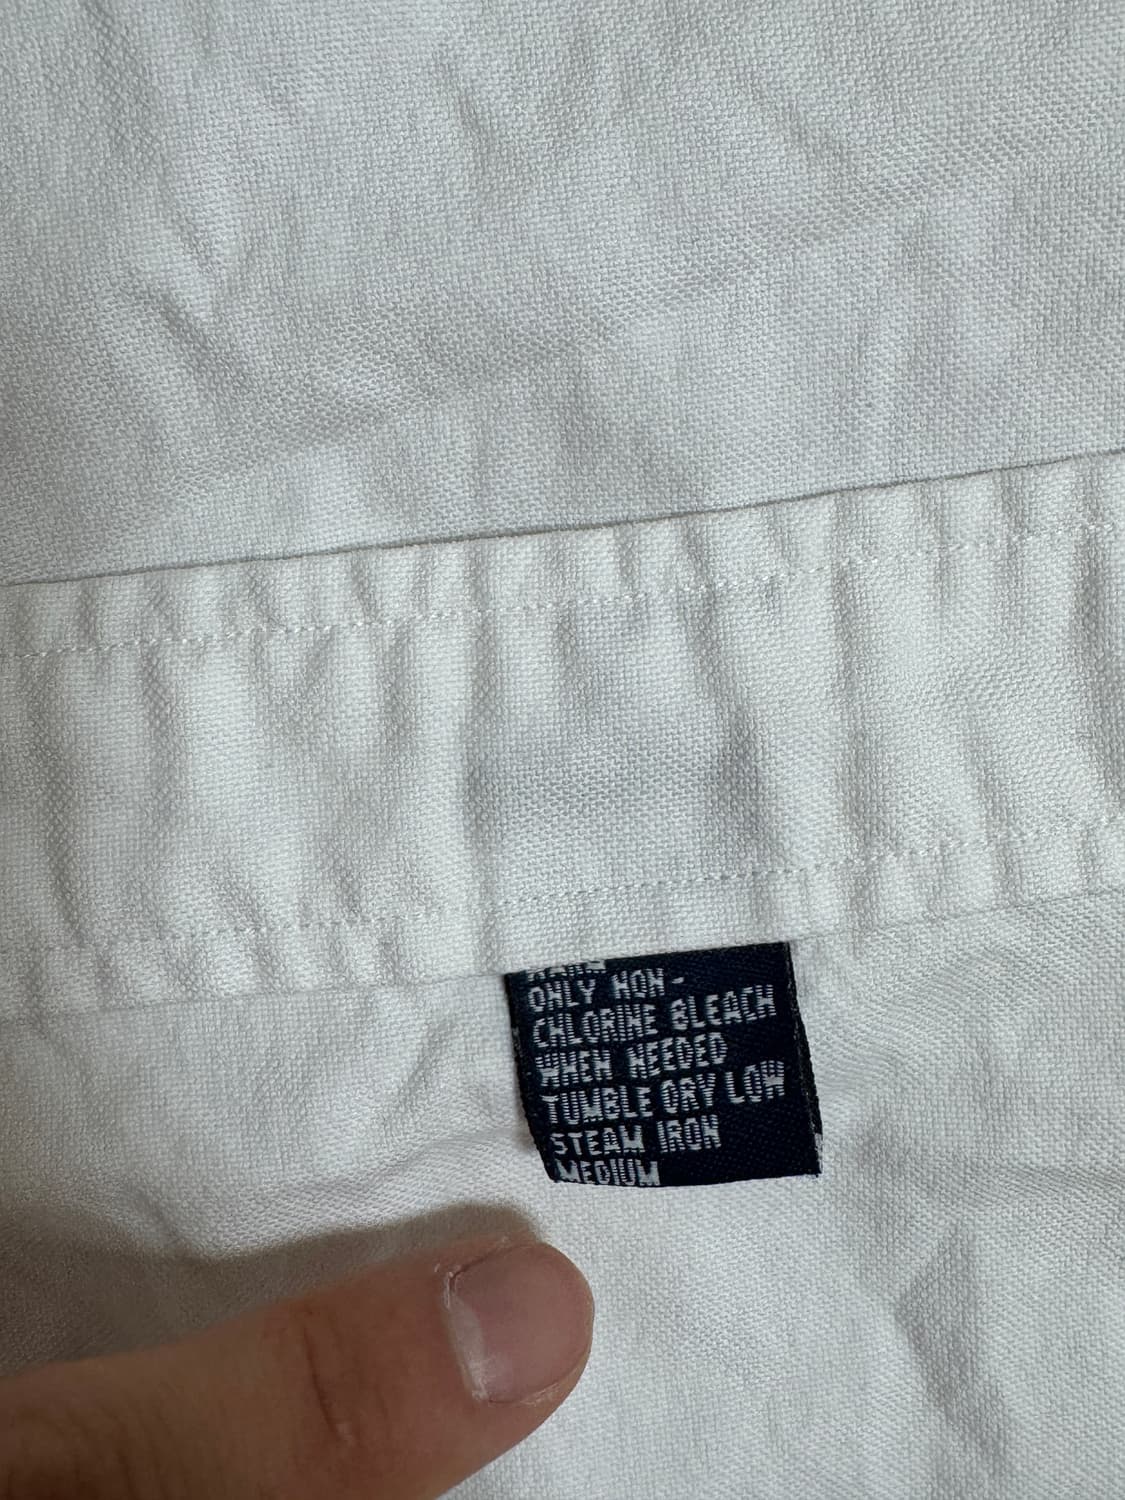 ONLY NON-
CHLORINE BLEACH
WHEN NEEDED
TUMBLE DRY LOW
STEAM IRON
MEDIUM